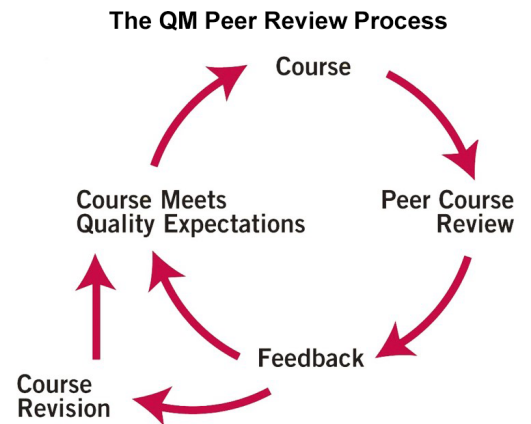 The QM Peer Review Process
Course
Peer Course
Review
Course Meets
Quality Expectations
Feedback
Course
Revision